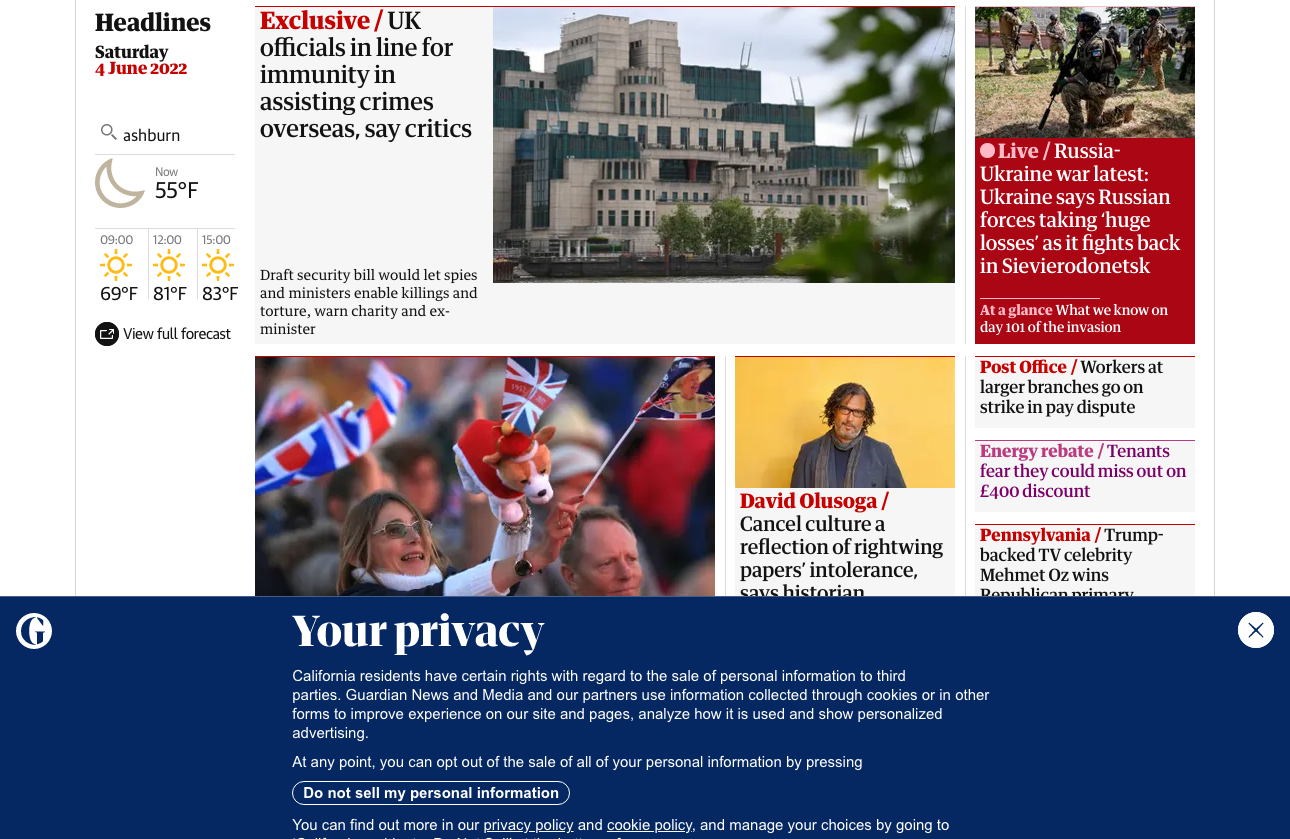 Headlines
Saturday
4 June 2022
ashburn
Now
55°F
09:00
12:00
15:00
69°F
81°F
83°F
View full forecast
Exclusive / UK
officials in line for
immunity in
assisting crimes
overseas, say critics
Draft security bill would let spies
and ministers enable killings and
torture, warn charity and ex-
minister
Live / Russia-
Ukraine war latest:
Ukraine says Russian
forces taking ‘huge
losses’ as it fights back
in Sievierodonetsk
At a glance What we know on
day 101 of the invasion
David Olusoga /
Cancel culture a
reflection of rightwing
papers’ intolerance,
says historian
Post Office / Workers at
larger branches go on
strike in pay dispute
Energy rebate / Tenants
fear they could miss out on
£400 discount
Pennsylvania / Trump-
backed TV celebrity
Mehmet Oz wins
Republican primary
Your privacy
California residents have certain rights with regard to the sale of personal information to third
parties. Guardian News and Media and our partners use information collected through cookies or in other
forms to improve experience on our site and pages, analyze how it is used and show personalized
advertising.
At any point, you can opt out of the sale of all of your personal information by pressing
Do not sell my personal information
You can find out more in our privacy policy and cookie policy, and manage your choices by going to